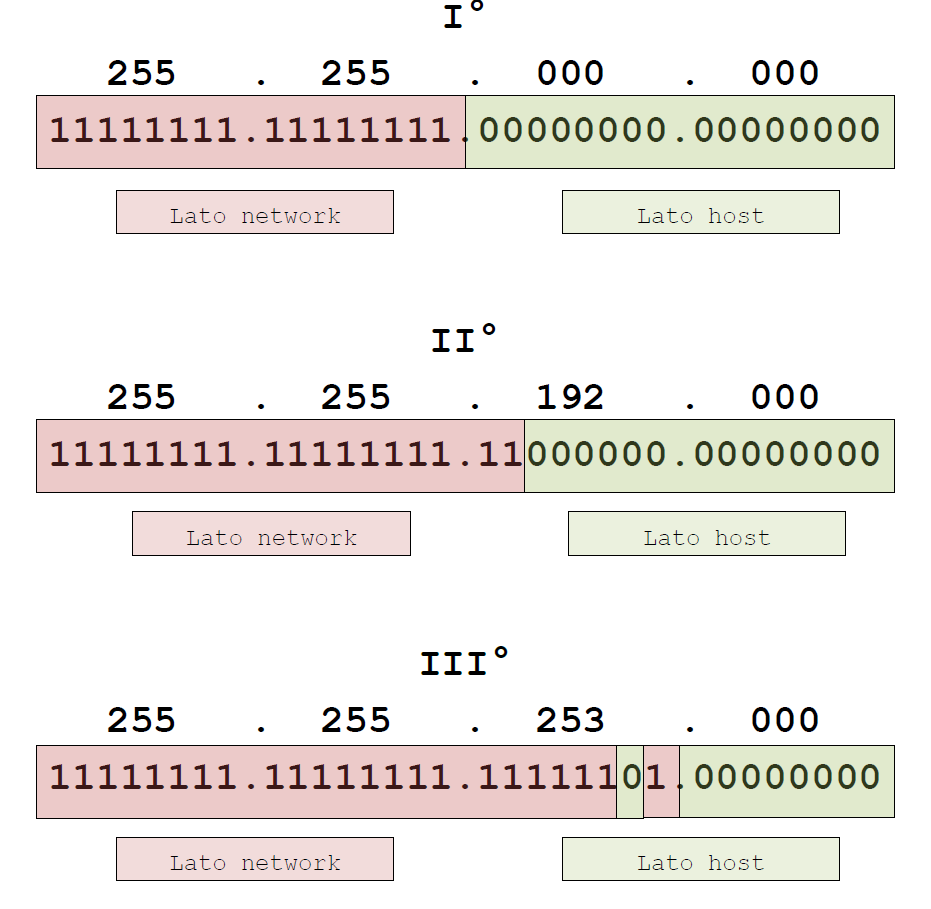 I°
255 . 255 . 000 . 000
11111111.11111111.00000000.00000000
Lato network Lato host
II°
255 . 255 . 192 . 000
11111111.11111111.11000000.00000000
Lato network Lato host
III°
255 . 255 . 253 . 000
11111111.11111111.11111101.00000000
Lato network Lato host